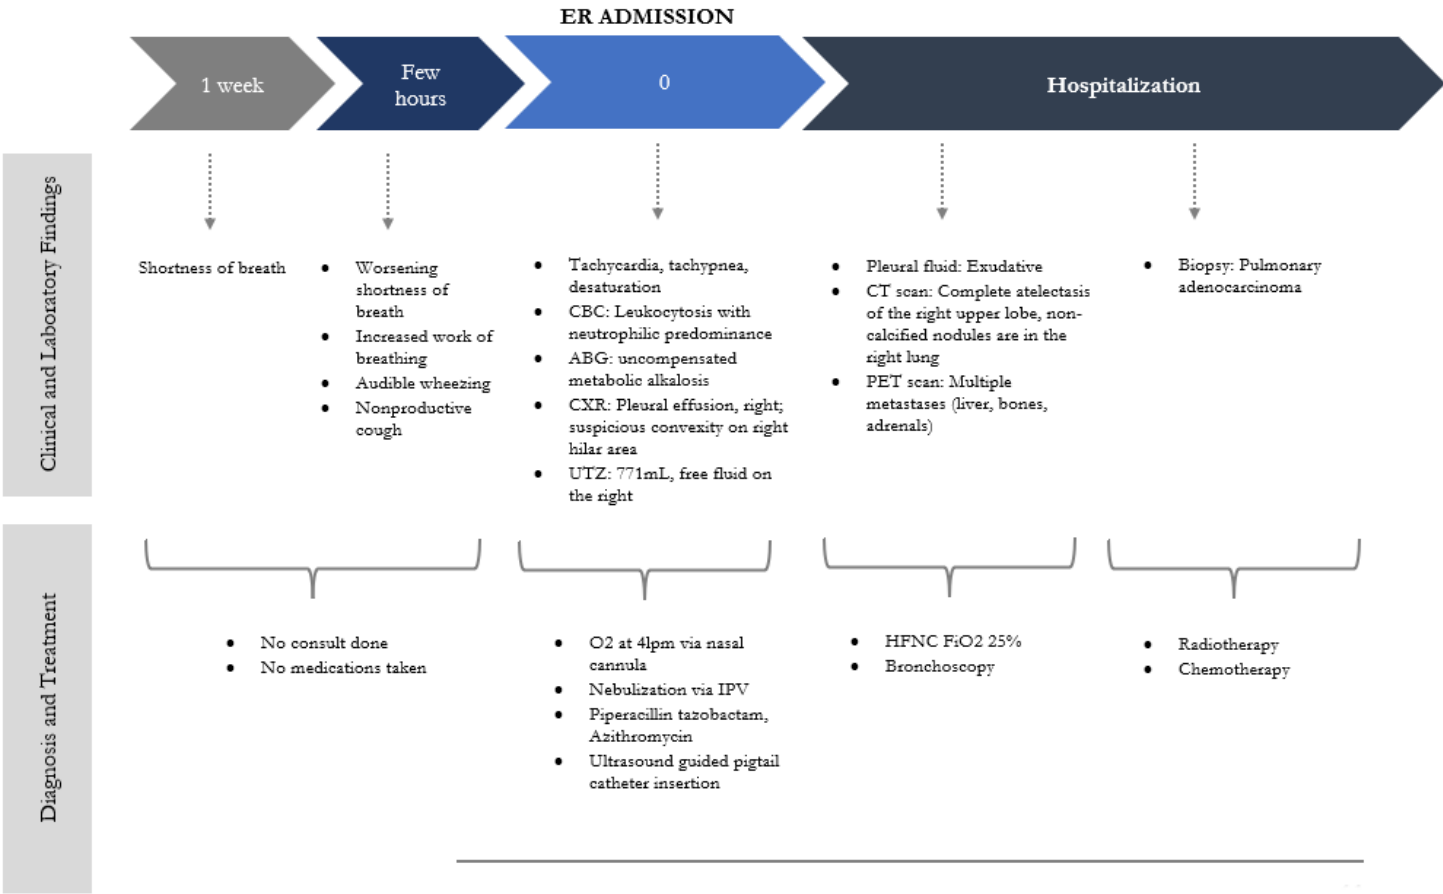 ER ADMISSION
1 week
Few
hours
0
Hospitalization
Clinical and Laboratory Findings
Shortness of breath
• Worsening
shortness of
breath
• Increased work of
breathing
• Audible wheezing
• Nonproductive
cough
• Tachycardia, tachypnea,
desaturation
• CBC: Leukocytosis with
neutrophilic predominance
• ABG: uncompensated
metabolic alkalosis
• CXR: Pleural effusion, right;
suspicious convexity on right
hilar area
• UTZ: 771mL, free fluid on
the right
• Pleural fluid: Exudative
• CT scan: Complete atelectasis
of the right upper lobe, non-
calcified nodules are in the
right lung
• PET scan: Multiple
metastases (liver, bones,
adrenals)
• Biopsy: Pulmonary
adenocarcinoma
Diagnosis and Treatment
• No consult done
• No medications taken
• O2 at 4lpm via nasal
cannula
• Nebulization via IPV
• Piperacillin tazobactam,
Azithromycin
• Ultrasound guided pigtail
catheter insertion
• HFNC FiO2 25%
• Bronchoscopy
• Radiotherapy
• Chemotherapy